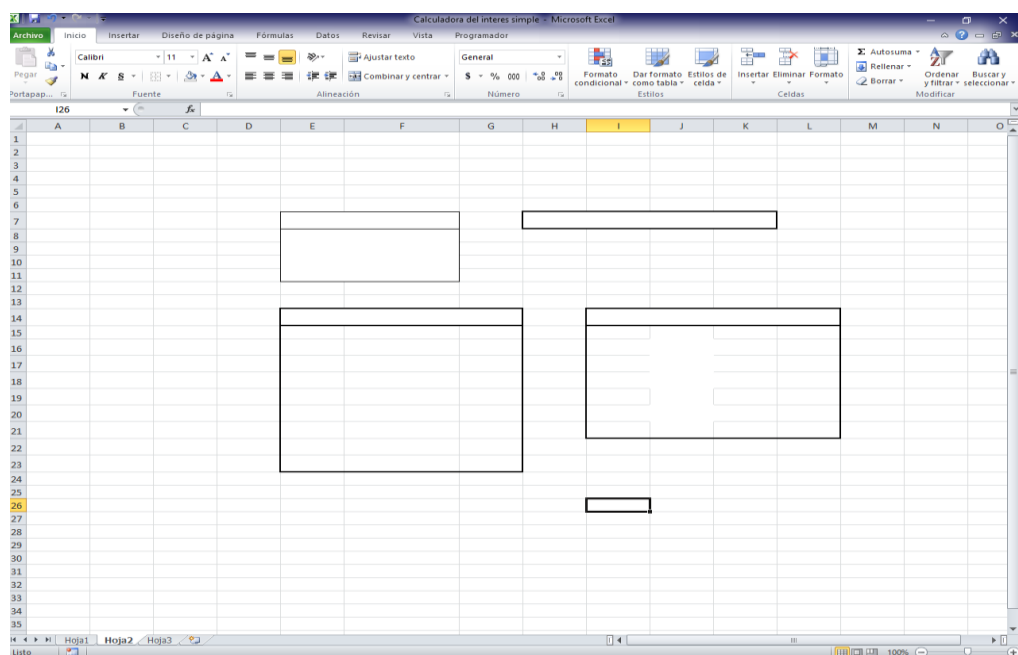 Calculadora del interes simple - Microsoft Excel
Archivo Inicio Insertar Diseño de página Fórmulas Datos Revisar Vista Programador
Pegar
Portapap...
Calibri 11
N K S
Fuente
Ajustar texto
Combinar y centrar
Alineación
General
$ % 000
Número
Formato condicional
Dar formato como tabla
Estilos de celda
Estilos
Insertar Eliminar Formato
Celdas
Σ Autosuma
Rellenar
Borrar
Ordenar y filtrar
Buscar y seleccionar
Modificar
I26 fx
A B C D E F G H I J K L M N O
1
2
3
4
5
6
7
8
9
10
11
12
13
14
15
16
17
18
19
20
21
22
23
24
25
26
27
28
29
30
31
32
33
34
35
Hoja1 Hoja2 Hoja3
Listo 100%